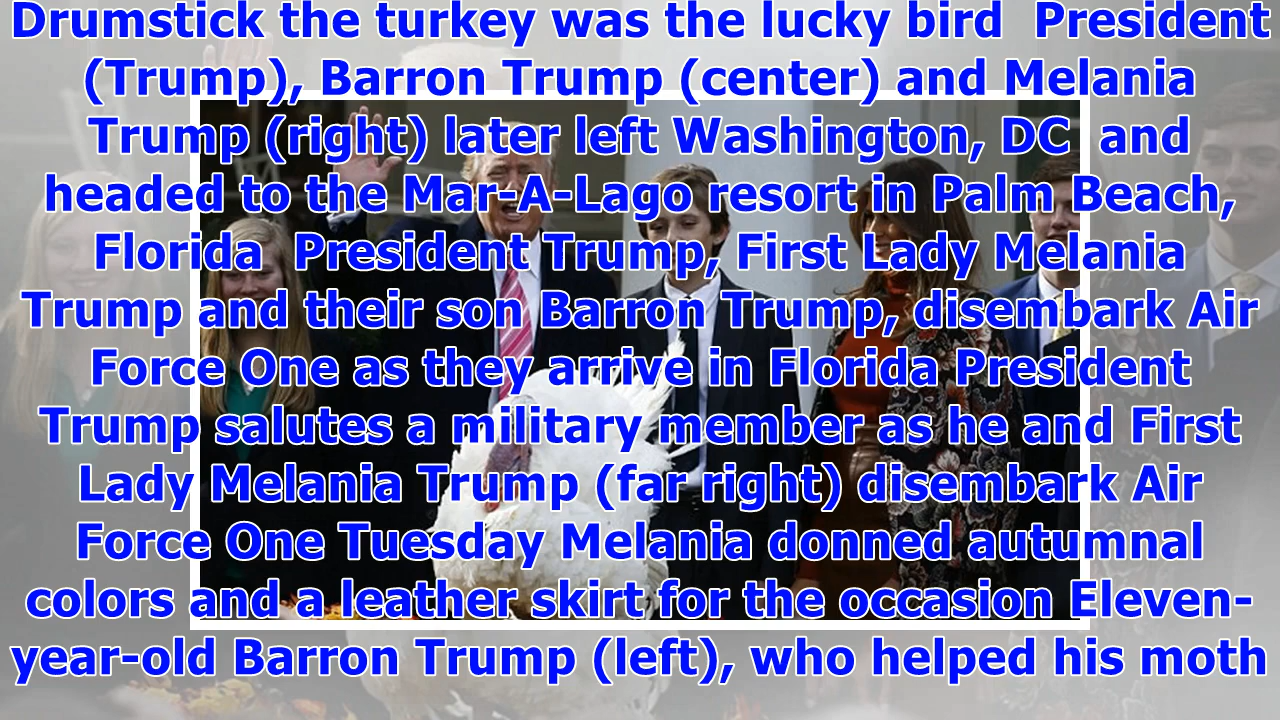 Drumstick the turkey was the lucky bird  President
(Trump), Barron Trump (center) and Melania
Trump (right) later left Washington, DC  and
headed to the Mar-A-Lago resort in Palm Beach,
Florida  President Trump, First Lady Melania
Trump and their son Barron Trump, disembark Air
Force One as they arrive in Florida President
Trump salutes a military member as he and First
Lady Melania Trump (far right) disembark Air
Force One Tuesday Melania donned autumnal
colors and a leather skirt for the occasion Eleven-
year-old Barron Trump (left), who helped his moth